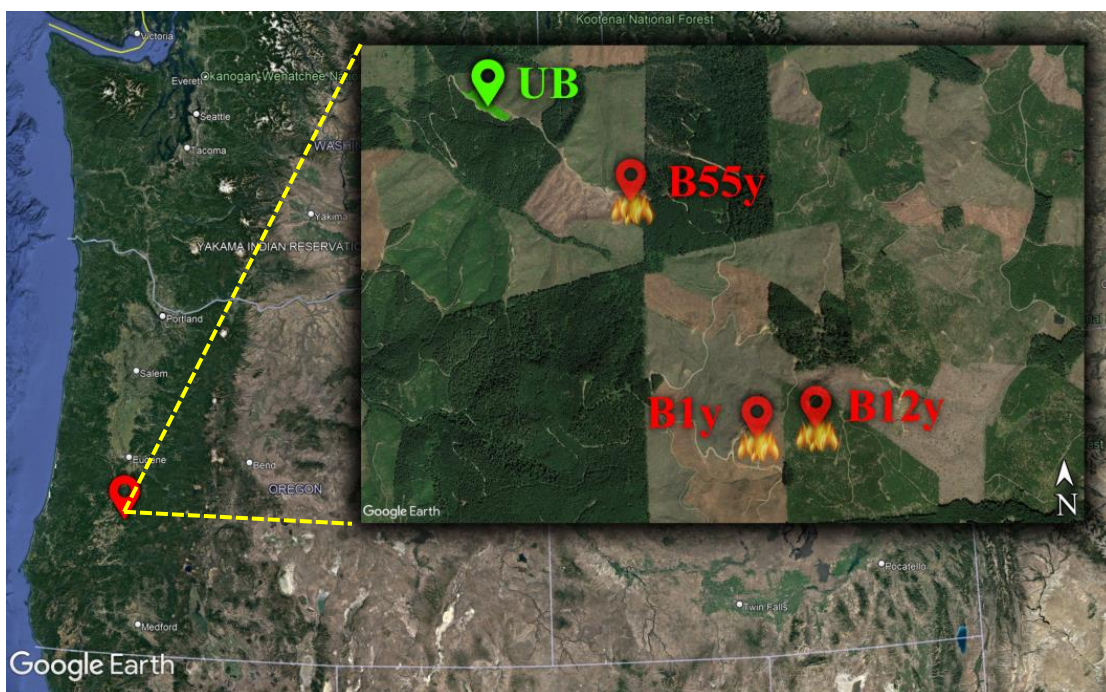 Kootenai National Forest
Victoria
Okanogan-Wenatchee Natio
Everett
Seattle
Tacoma
WASHI
Yakima
YAKAMA INDIAN RESERVATIO
Portland
Salem
Eugene
Bend
OREGON
Medford
Pocatello
Twin Falls
Google Earth
UB
B55y
B1y
B12y
N
Google Earth